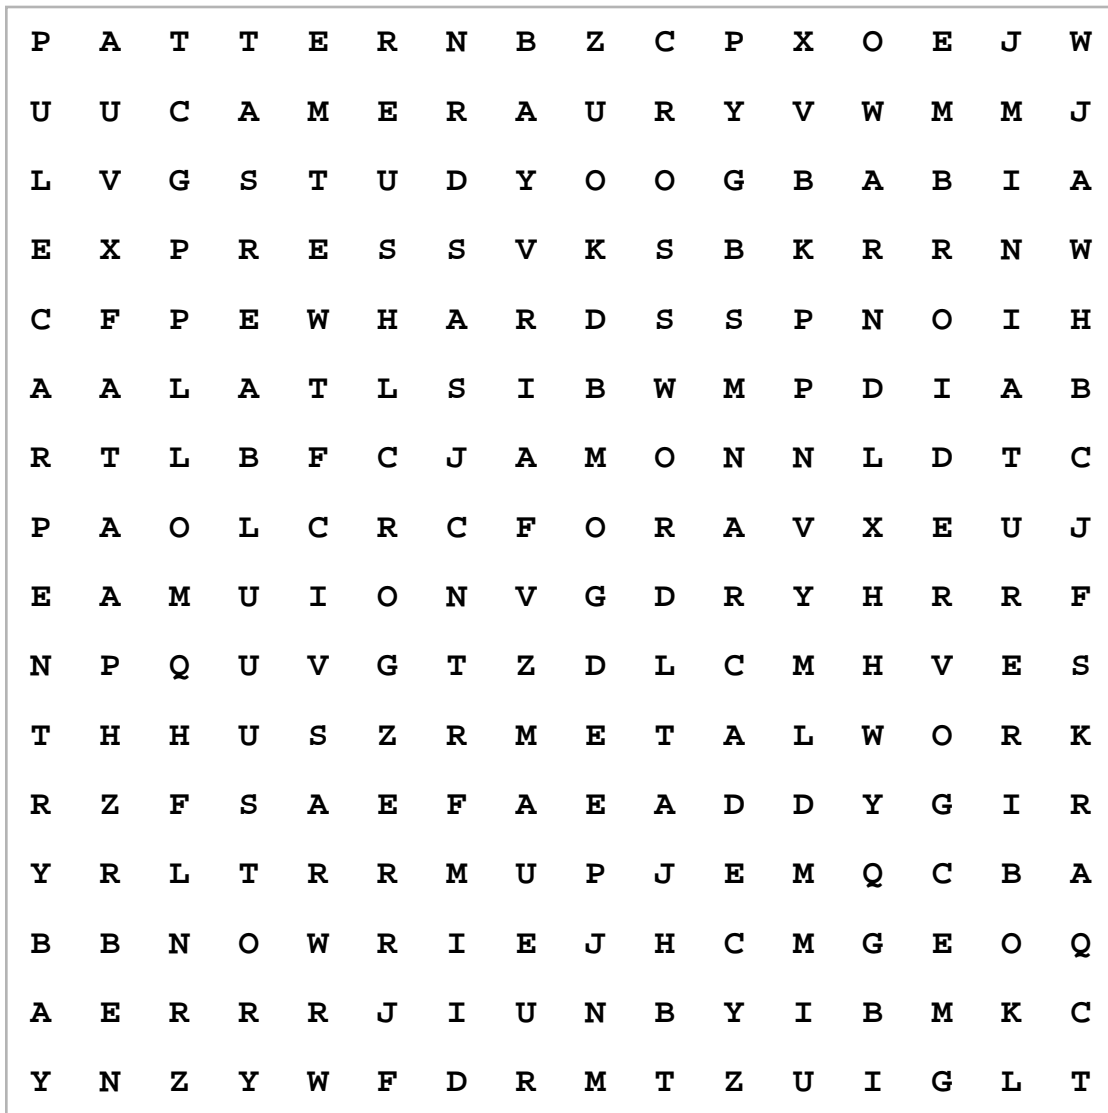 P A T T E R N B Z C P X O E J W
U U C A M E R A U R Y V W M M J
L V G S T U D Y O O G B A B I A
E X P R E S S V K S B K R R N W
C F P E W H A R D S S P N O I H
A A L A T L S I B W M P D I A B
R T L B F C J A M O N N L D T C
P A O L C R C F O R A V X E U J
E A M U I O N V G D R Y H R R F
N P Q U V G T Z D L C M H V E S
T H H U S Z R M E T A L W O R K
R Z F S A E F A E A D D Y G I R
Y R L T R R M U P J E M Q C B A
B B N O W R I E J H C M G E O Q
A E R R R J I U N B Y I B M K C
Y N Z Y W F D R M T Z U I G L T